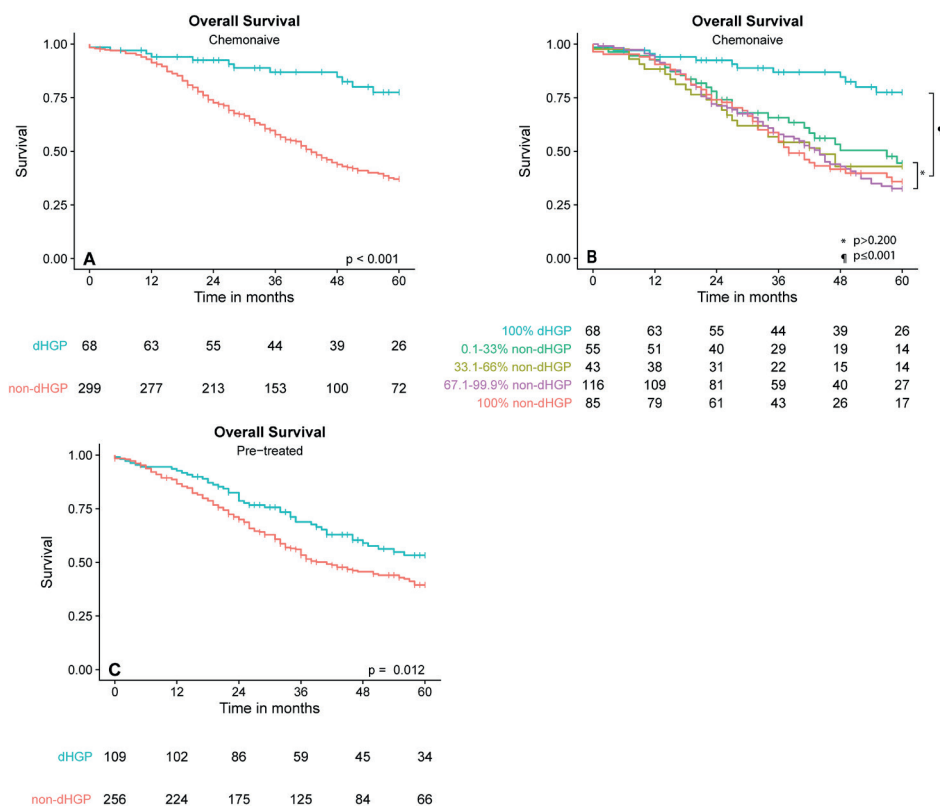 Overall Survival
Chemonaive
1.00
0.75
0.50
0.25
0.00
Survival
A
p < 0.001
0 12 24 36 48 60
Time in months
dHGP 68 63 55 44 39 26
non-dHGP 299 277 213 153 100 72
B
Overall Survival
Chemonaive
1.00
0.75
0.50
0.25
0.00
Survival
¶
*
* p>0.200
¶ p≤0.001
B
0 12 24 36 48 60
Time in months
100% dHGP 68 63 55 44 39 26
0.1-33% non-dHGP 55 51 40 29 19 14
33.1-66% non-dHGP 43 38 31 22 15 14
67.1-99.9% non-dHGP 116 109 81 59 40 27
100% non-dHGP 85 79 61 43 26 17
Overall Survival
Pre-treated
1.00
0.75
0.50
0.25
0.00
Survival
C
p = 0.012
0 12 24 36 48 60
Time in months
dHGP 109 102 86 59 45 34
non-dHGP 256 224 175 125 84 66